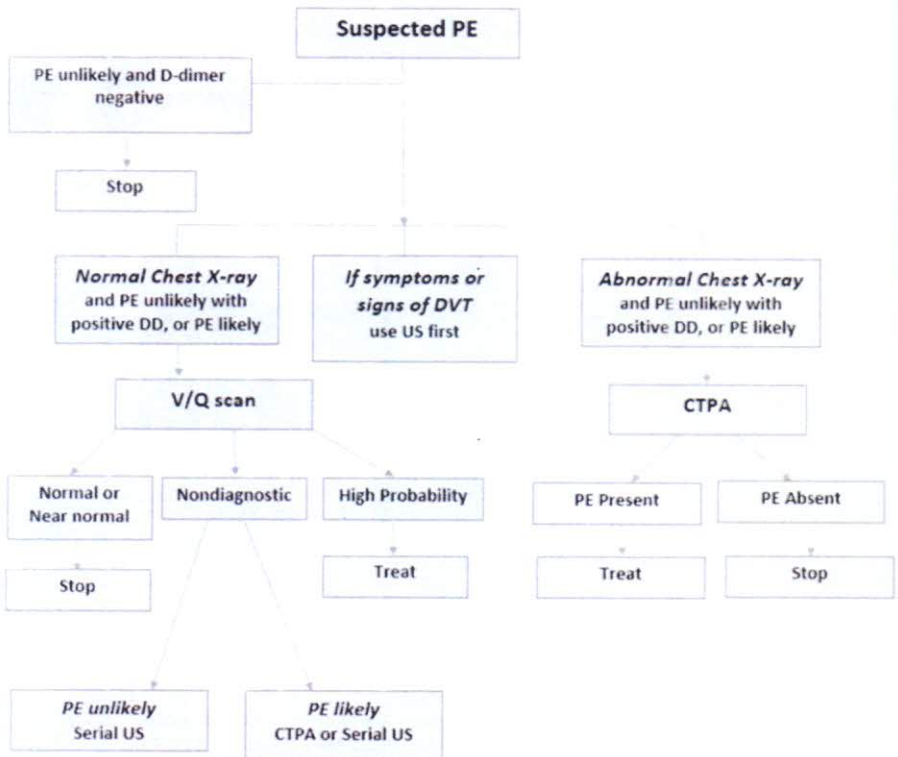 Suspected PE
PE unlikely and D-dimer
negative
Stop
Normal Chest X-ray
and PE unlikely with
positive DD, or PE likely
If symptoms or
signs of DVT
use US first
Abnormal Chest X-ray
and PE unlikely with
positive DD, or PE likely
V/Q scan
CTPA
Normal or
Near normal
Nondiagnostic
High Probability
PE Present
PE Absent
Stop
Treat
Treat
Stop
PE unlikely
Serial US
PE likely
CTPA or Serial US